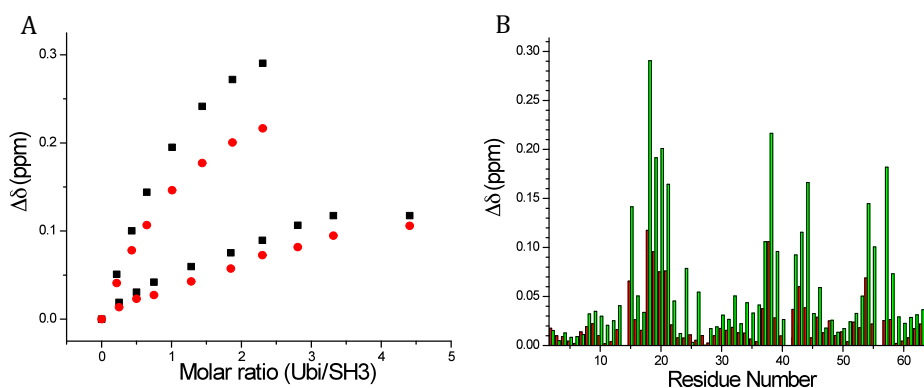 A
0.3
0.2
0.1
0.0
Δδ (ppm)
0 1 2 3 4 5
Molar ratio (Ubi/SH3)
B
0.30
0.25
0.20
0.15
0.10
0.05
0.00
Δδ (ppm)
10 20 30 40 50 60
Residue Number